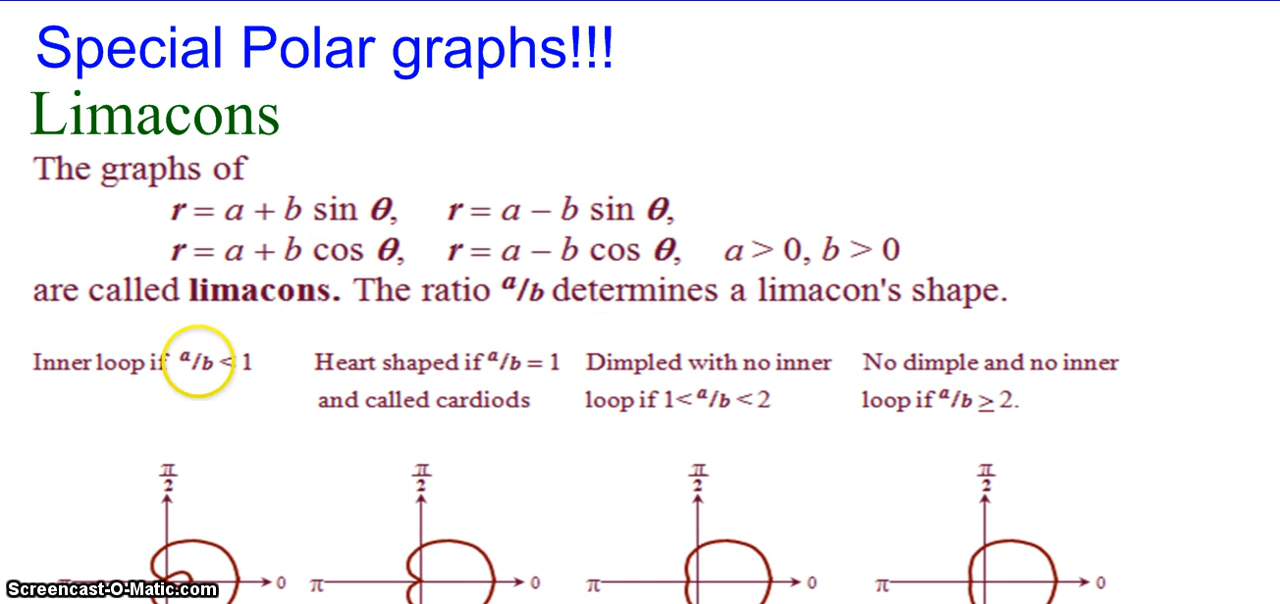 Special Polar graphs!!!
Limacons
The graphs of
r = a + b sin θ, r = a − b sin θ,
r = a + b cos θ, r = a − b cos θ, a > 0, b > 0
are called limacons. The ratio a/b determines a limacon's shape.
Inner loop if a/b < 1
Heart shaped if a/b = 1
and called cardiods
Dimpled with no inner
loop if 1< a/b < 2
No dimple and no inner
loop if a/b ≥ 2.
π/2
π/2
π/2
π/2
0
π
0
π
0
π
0
Screencast-O-Matic.com